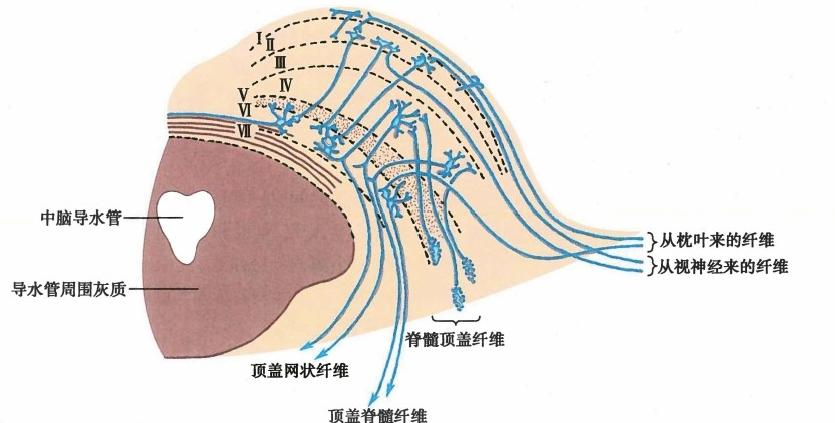 I
II
III
IV
V
VI
VII
中脑导水管
导水管周围灰质
从枕叶来的纤维
从视神经来的纤维
脊髓顶盖纤维
顶盖网状纤维
顶盖脊髓纤维